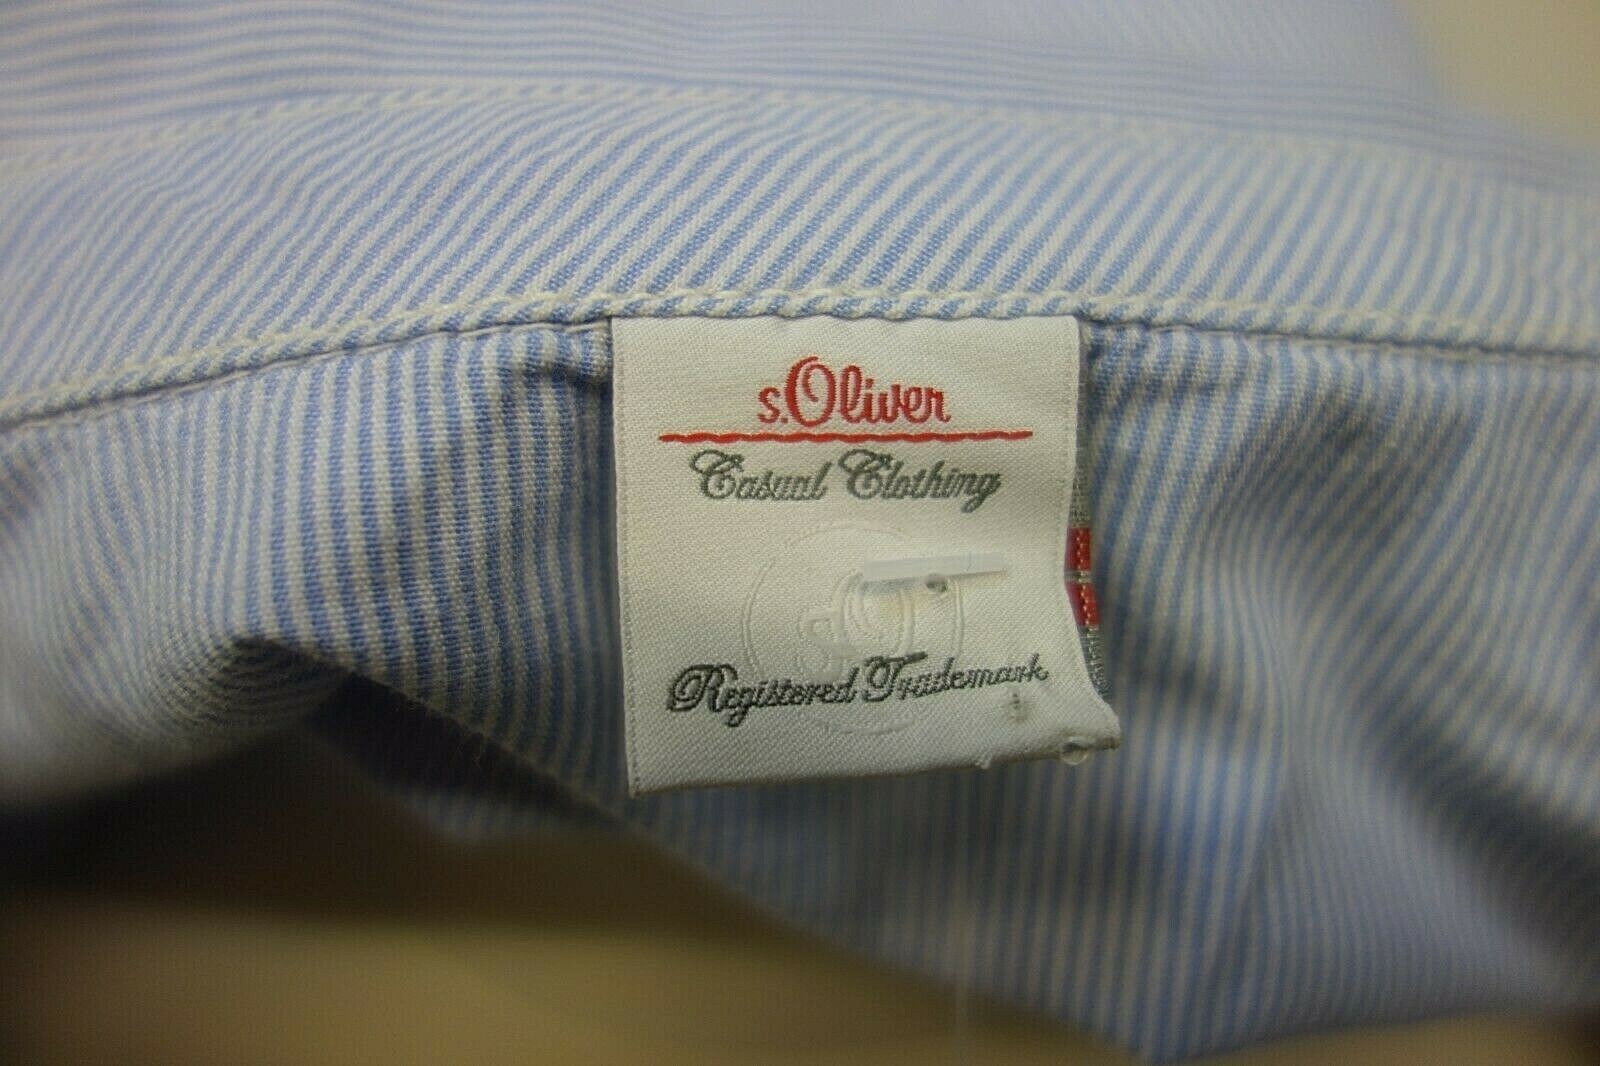 s.Oliver
Casual Clothing
Registered Trademark